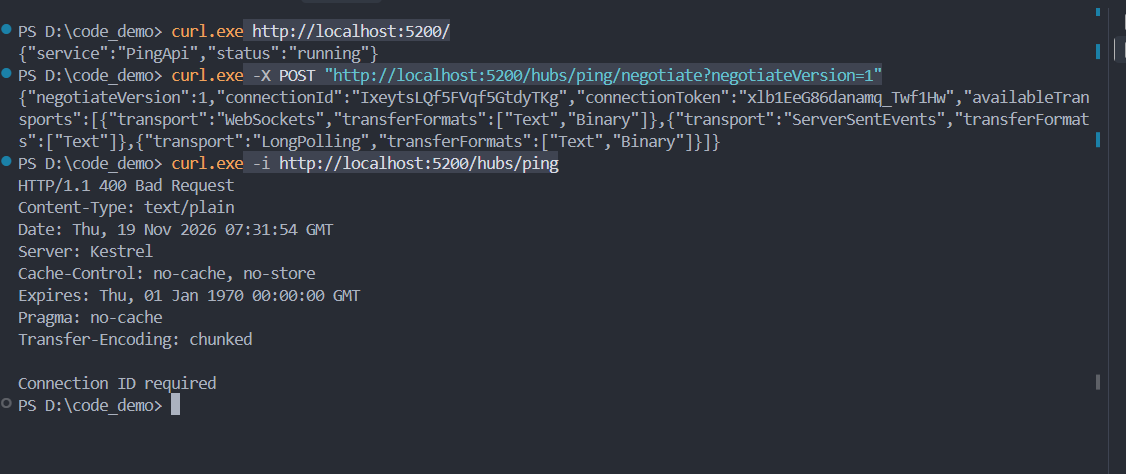 PS D:\code_demo> curl.exe http://localhost:5200/
{"service":"PingApi","status":"running"}
PS D:\code_demo> curl.exe -X POST "http://localhost:5200/hubs/ping/negotiate?negotiateVersion=1"
{"negotiateVersion":1,"connectionId":"IxeytsLQf5FVqf5GtdyTKg","connectionToken":"xlb1EeG86danamq_Twf1Hw","availableTran
sports":[{"transport":"WebSockets","transferFormats":["Text","Binary"]},{"transport":"ServerSentEvents","transferFormat
s":["Text"]},{"transport":"LongPolling","transferFormats":["Text","Binary"]}]}
PS D:\code_demo> curl.exe -i http://localhost:5200/hubs/ping
HTTP/1.1 400 Bad Request
Content-Type: text/plain
Date: Thu, 19 Nov 2026 07:31:54 GMT
Server: Kestrel
Cache-Control: no-cache, no-store
Expires: Thu, 01 Jan 1970 00:00:00 GMT
Pragma: no-cache
Transfer-Encoding: chunked

Connection ID required
PS D:\code_demo>